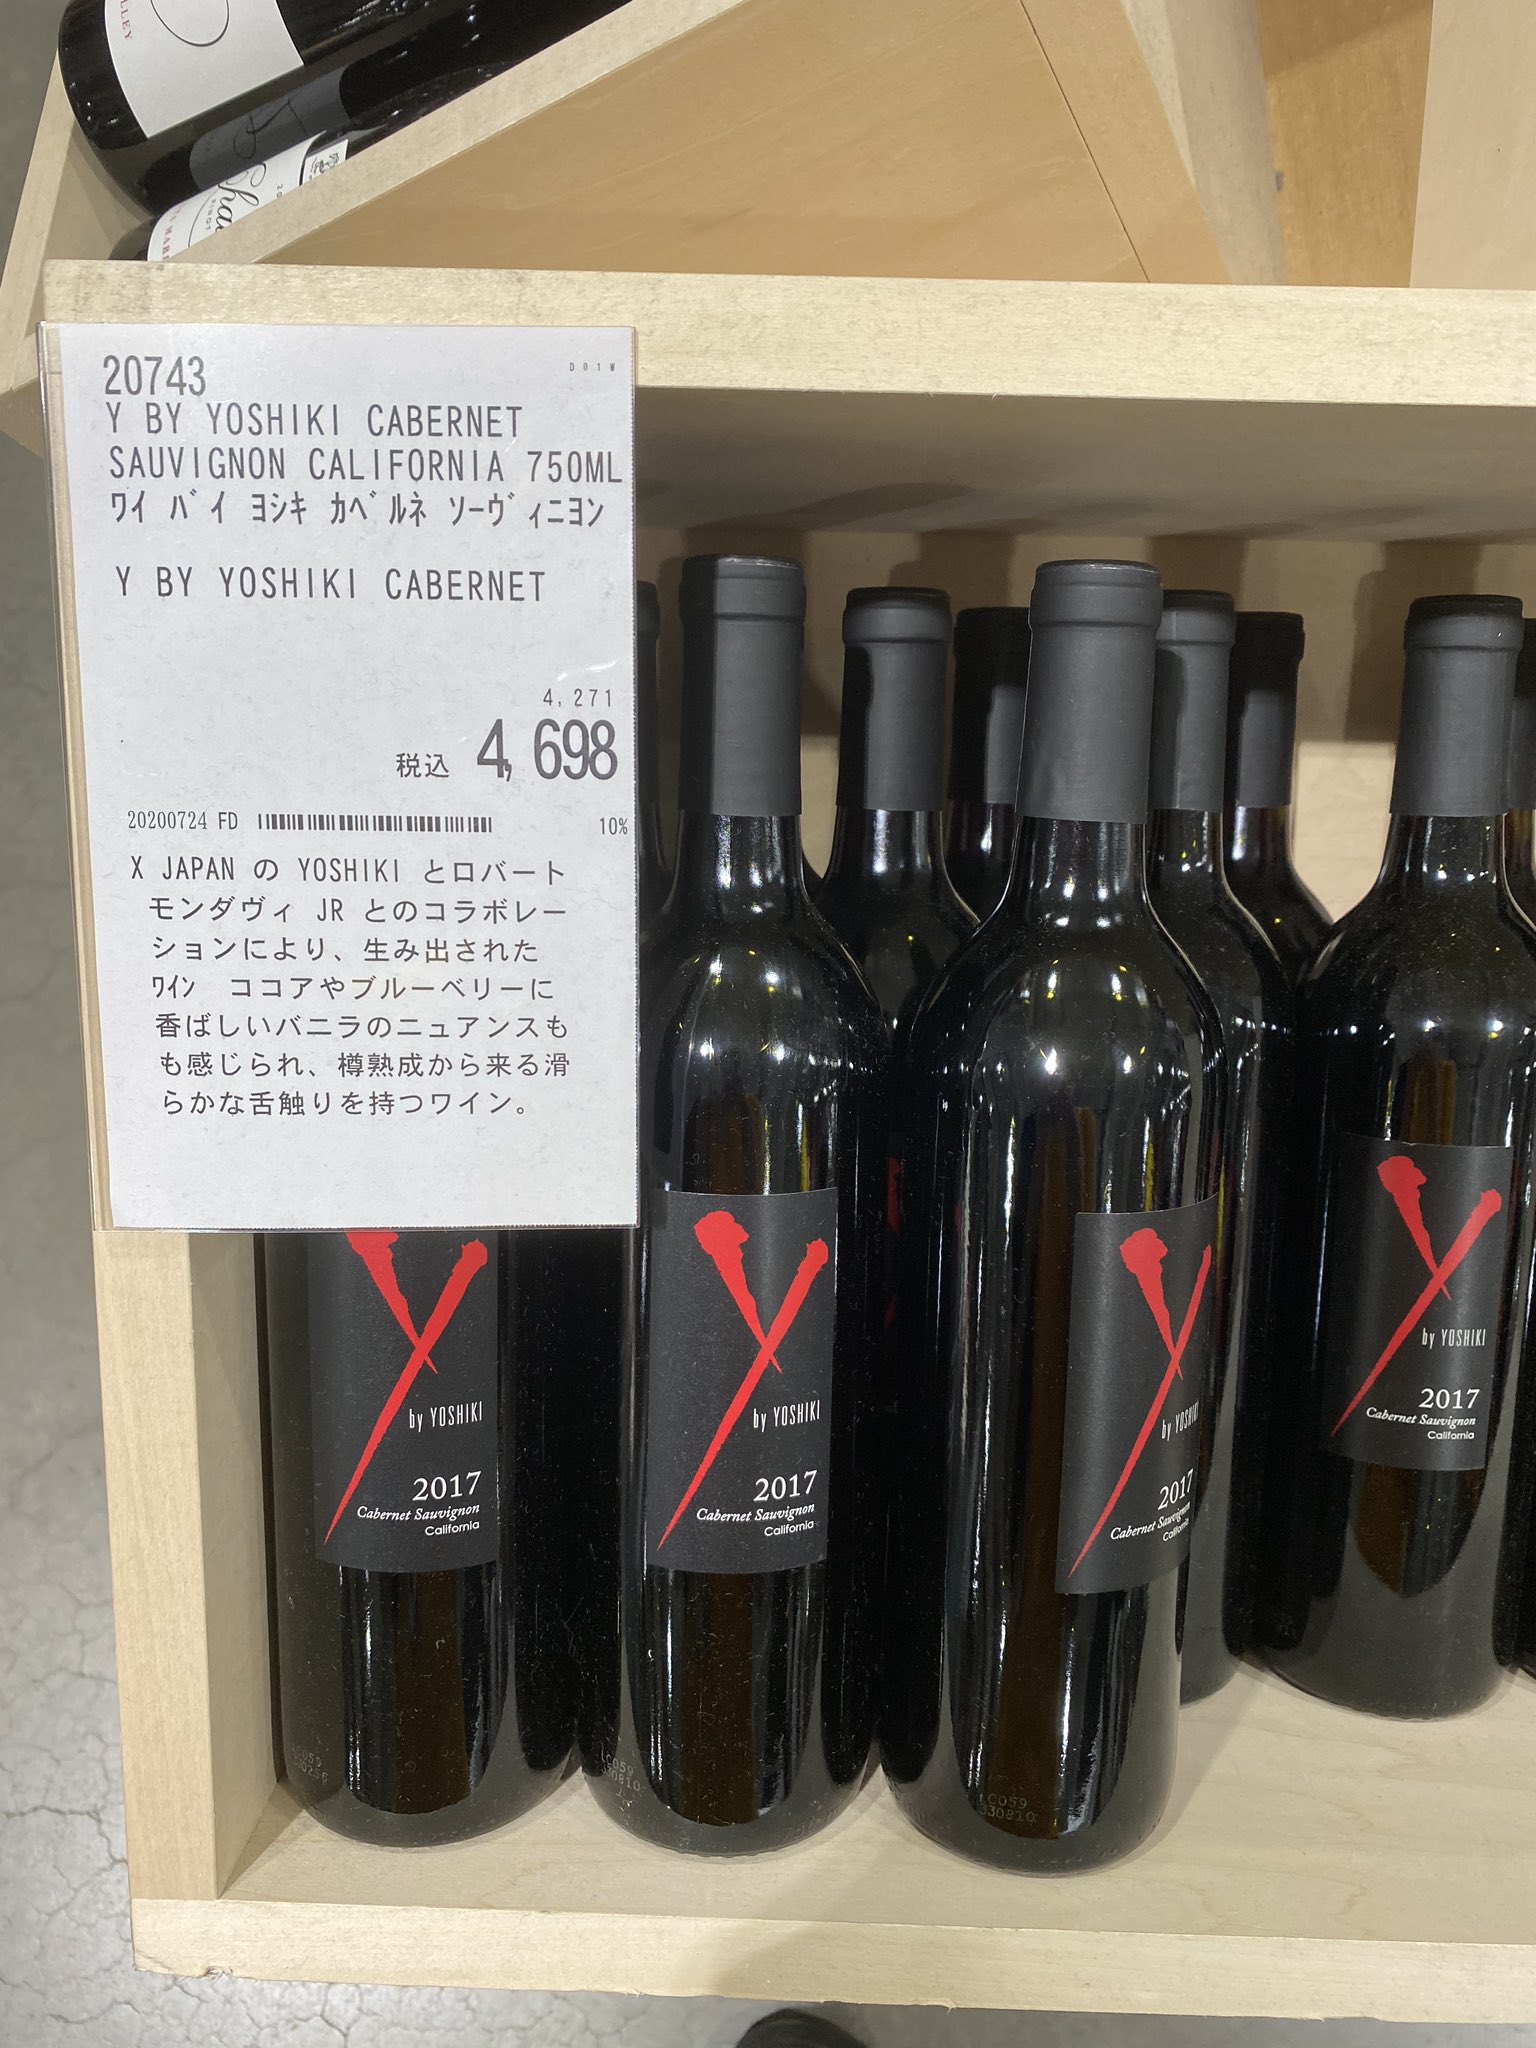 LLEY
20743
D01W
Y BY YOSHIKI CABERNET
SAUVIGNON CALIFORNIA 750ML
ﾜｲ ﾊﾞｲ ﾖｼｷ ｶﾍﾞﾙﾈ ｿｰｳﾞｨﾆﾖﾝ
Y BY YOSHIKI CABERNET
4,271
税込 4,698
20200724 FD
10%
X JAPAN の YOSHIKI とロバート
モンダヴィ JR とのコラボレー
ションにより、生み出された
ﾜｲﾝ ココアやブルーベリーに
香ばしいバニラのニュアンスも
も感じられ、樽熟成から来る滑
らかな舌触りを持つワイン。
Y
by YOSHIKI
2017
Cabernet Sauvignon
California
Y
by YOSHIKI
2017
Cabernet Sauvignon
California
LC059
330810
Y
by YOSHIKI
2017
Cabernet Sauvignon
California
LC059
330810
Y
by YOSHIKI
2017
Cabernet Sauvignon
California